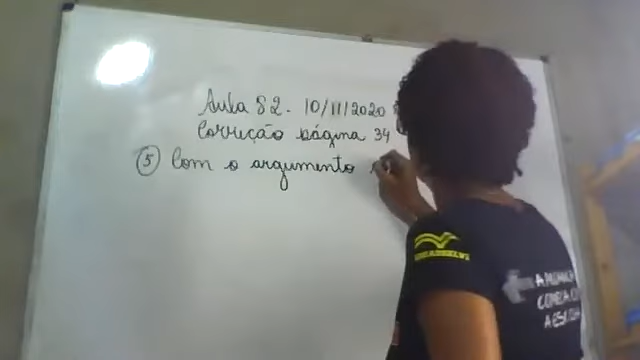 Aula 82. 10/11/2020
Correção página 34
⑤ Com o argumento